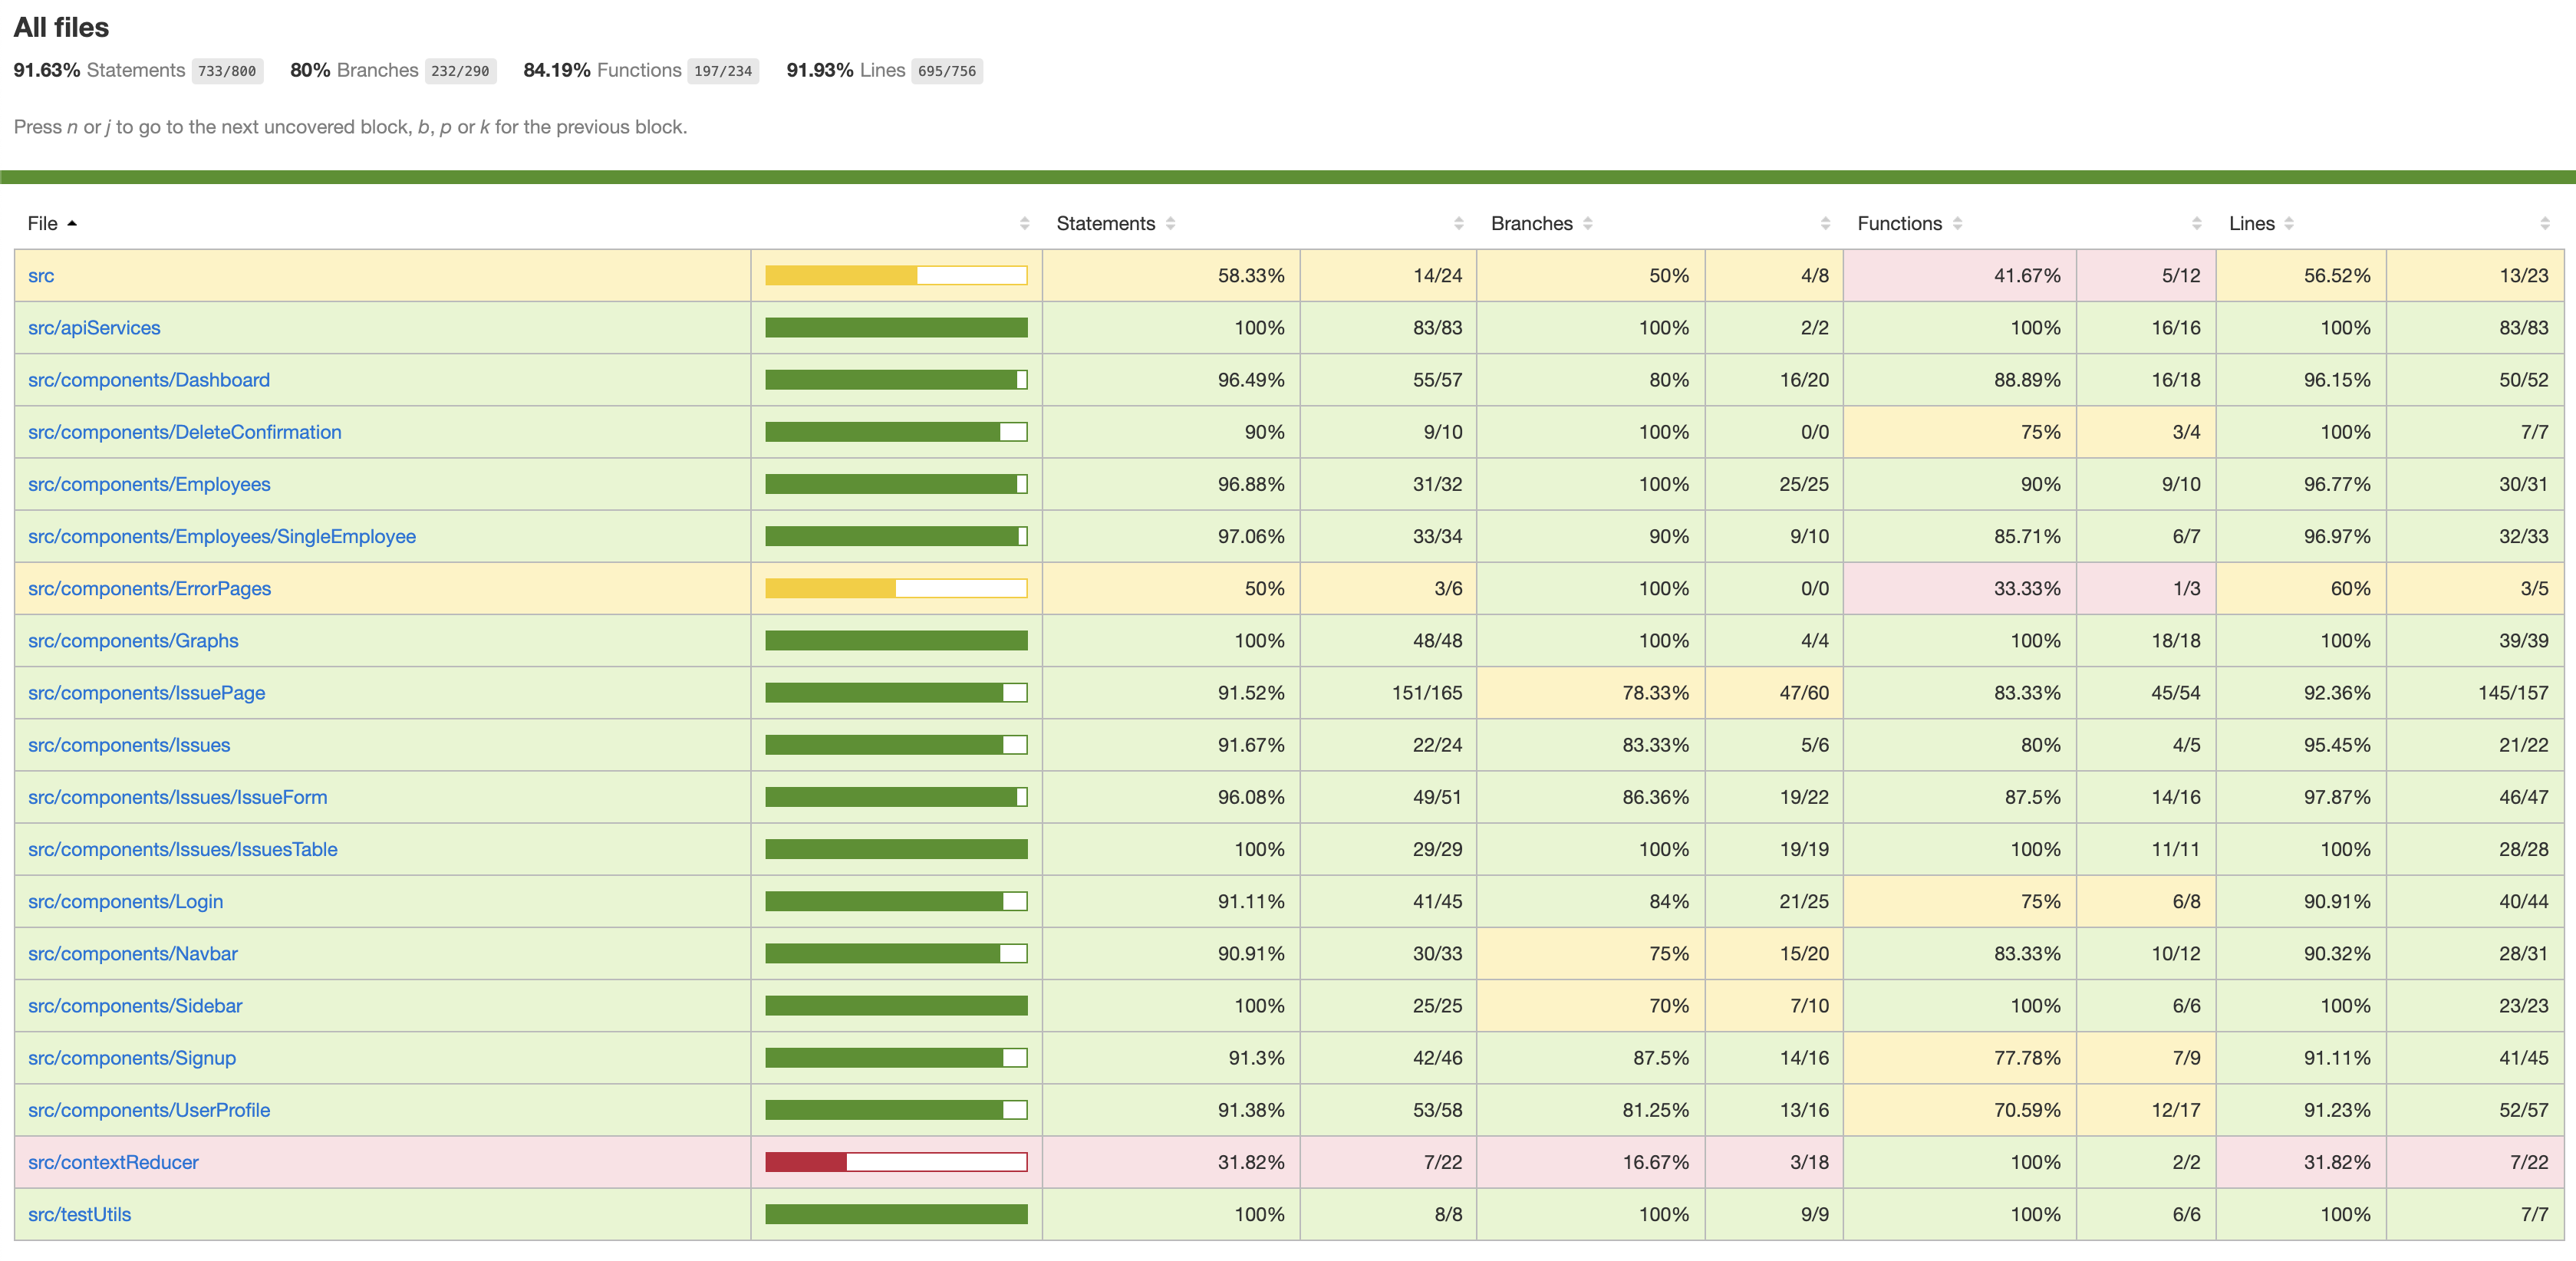 All files
91.63% Statements 733/800 80% Branches 232/290 84.19% Functions 197/234 91.93% Lines 695/756
Press n or j to go to the next uncovered block, b, p or k for the previous block.
File Statements Branches Functions Lines
src 58.33% 14/24 50% 4/8 41.67% 5/12 56.52% 13/23
src/apiServices 100% 83/83 100% 2/2 100% 16/16 100% 83/83
src/components/Dashboard 96.49% 55/57 80% 16/20 88.89% 16/18 96.15% 50/52
src/components/DeleteConfirmation 90% 9/10 100% 0/0 75% 3/4 100% 7/7
src/components/Employees 96.88% 31/32 100% 25/25 90% 9/10 96.77% 30/31
src/components/Employees/SingleEmployee 97.06% 33/34 90% 9/10 85.71% 6/7 96.97% 32/33
src/components/ErrorPages 50% 3/6 100% 0/0 33.33% 1/3 60% 3/5
src/components/Graphs 100% 48/48 100% 4/4 100% 18/18 100% 39/39
src/components/IssuePage 91.52% 151/165 78.33% 47/60 83.33% 45/54 92.36% 145/157
src/components/Issues 91.67% 22/24 83.33% 5/6 80% 4/5 95.45% 21/22
src/components/Issues/IssueForm 96.08% 49/51 86.36% 19/22 87.5% 14/16 97.87% 46/47
src/components/Issues/IssuesTable 100% 29/29 100% 19/19 100% 11/11 100% 28/28
src/components/Login 91.11% 41/45 84% 21/25 75% 6/8 90.91% 40/44
src/components/Navbar 90.91% 30/33 75% 15/20 83.33% 10/12 90.32% 28/31
src/components/Sidebar 100% 25/25 70% 7/10 100% 6/6 100% 23/23
src/components/Signup 91.3% 42/46 87.5% 14/16 77.78% 7/9 91.11% 41/45
src/components/UserProfile 91.38% 53/58 81.25% 13/16 70.59% 12/17 91.23% 52/57
src/contextReducer 31.82% 7/22 16.67% 3/18 100% 2/2 31.82% 7/22
src/testUtils 100% 8/8 100% 9/9 100% 6/6 100% 7/7